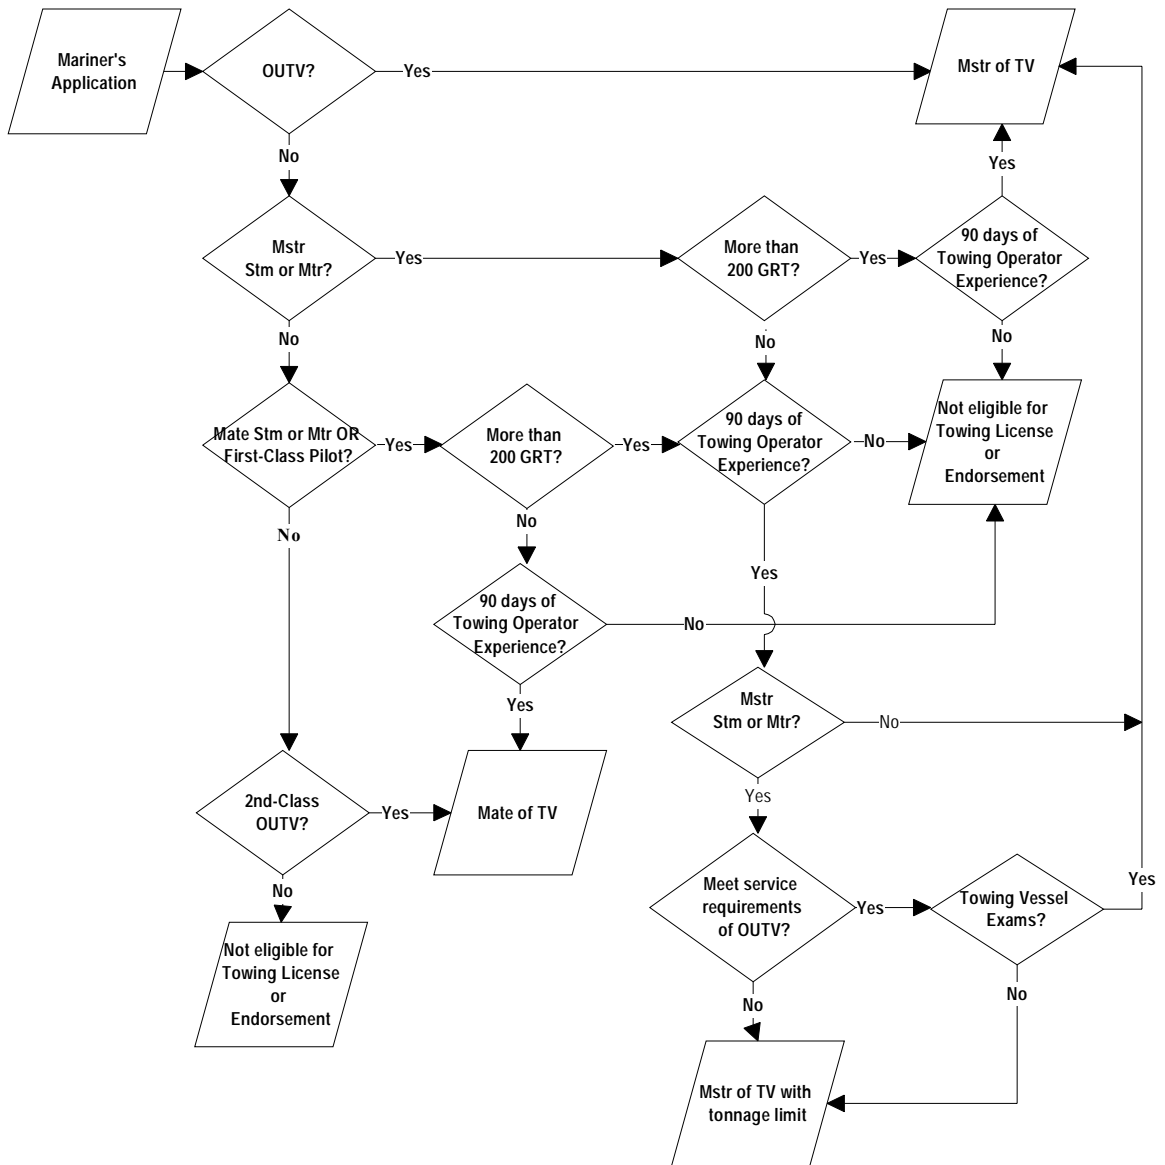 Mariner's
Application
OUTV?
Yes
Mstr of TV
No
Yes
Mstr
Stm or Mtr?
Yes
More than
200 GRT?
Yes
90 days of
Towing Operator
Experience?
No
No
No
Mate Stm or Mtr OR
First-Class Pilot?
Yes
More than
200 GRT?
Yes
90 days of
Towing Operator
Experience?
No
Not eligible for
Towing License
or
Endorsement
No
No
Yes
90 days of
Towing Operator
Experience?
No
Yes
Mstr
Stm or Mtr?
No
Yes
2nd-Class
OUTV?
Yes
Mate of TV
No
Meet service
requirements
of OUTV?
Yes
Towing Vessel
Exams?
Yes
Not eligible for
Towing License
or
Endorsement
No
No
Mstr of TV with
tonnage limit